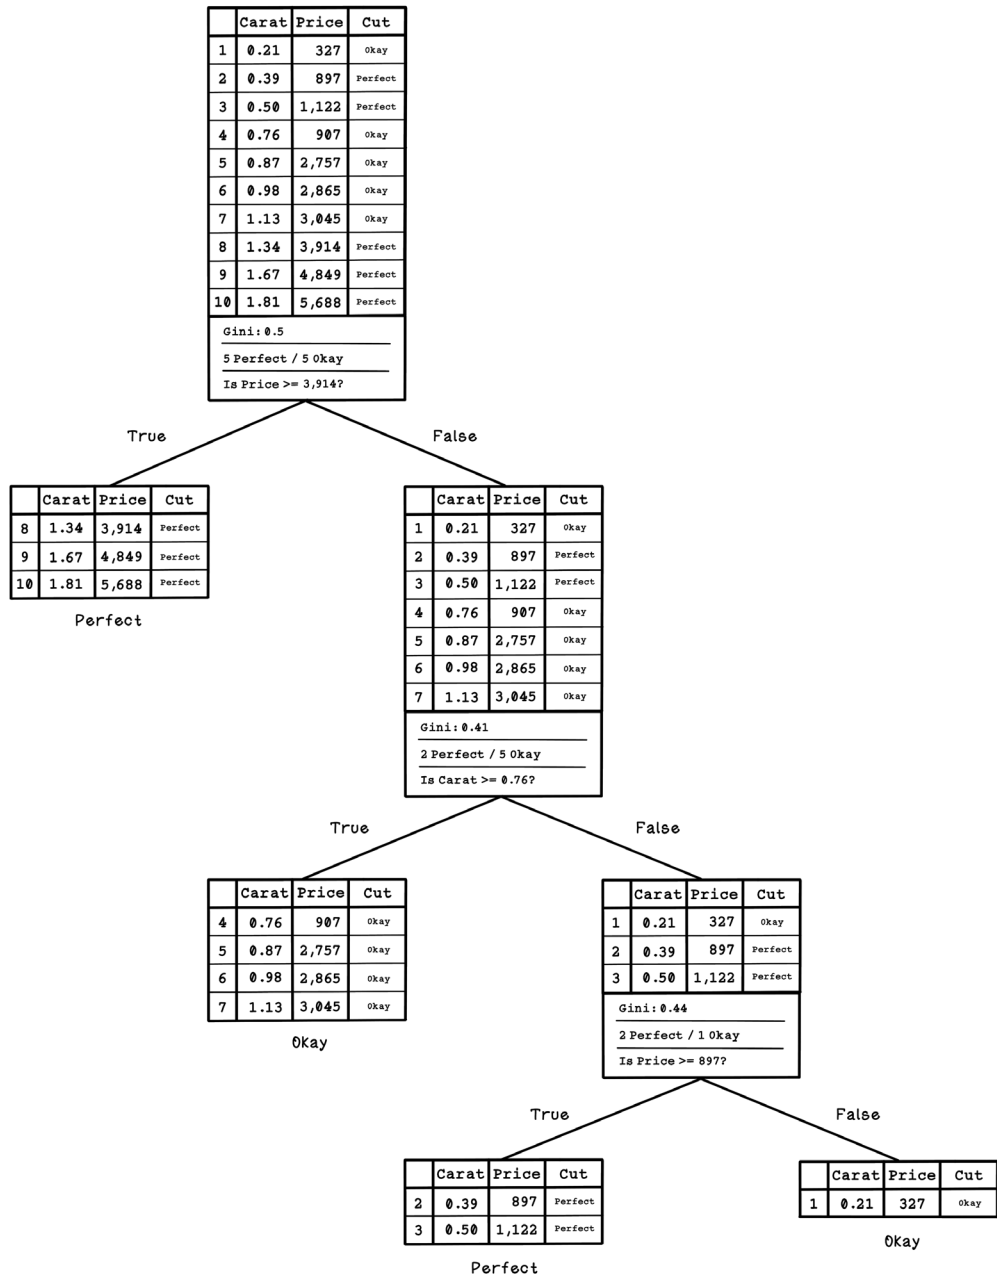 Carat Price Cut
1 0.21 327 Okay
2 0.39 897 Perfect
3 0.50 1,122 Perfect
4 0.76 907 Okay
5 0.87 2,757 Okay
6 0.98 2,865 Okay
7 1.13 3,045 Okay
8 1.34 3,914 Perfect
9 1.67 4,849 Perfect
10 1.81 5,688 Perfect
Gini: 0.5
5 Perfect / 5 Okay
Is Price >= 3,914?
True
False
Carat Price Cut
8 1.34 3,914 Perfect
9 1.67 4,849 Perfect
10 1.81 5,688 Perfect
Perfect
Carat Price Cut
1 0.21 327 Okay
2 0.39 897 Perfect
3 0.50 1,122 Perfect
4 0.76 907 Okay
5 0.87 2,757 Okay
6 0.98 2,865 Okay
7 1.13 3,045 Okay
Gini: 0.41
2 Perfect / 5 Okay
Is Carat >= 0.76?
True
False
Carat Price Cut
4 0.76 907 Okay
5 0.87 2,757 Okay
6 0.98 2,865 Okay
7 1.13 3,045 Okay
Okay
Carat Price Cut
1 0.21 327 Okay
2 0.39 897 Perfect
3 0.50 1,122 Perfect
Gini: 0.44
2 Perfect / 1 Okay
Is Price >= 897?
True
False
Carat Price Cut
2 0.39 897 Perfect
3 0.50 1,122 Perfect
Perfect
Carat Price Cut
1 0.21 327 Okay
Okay